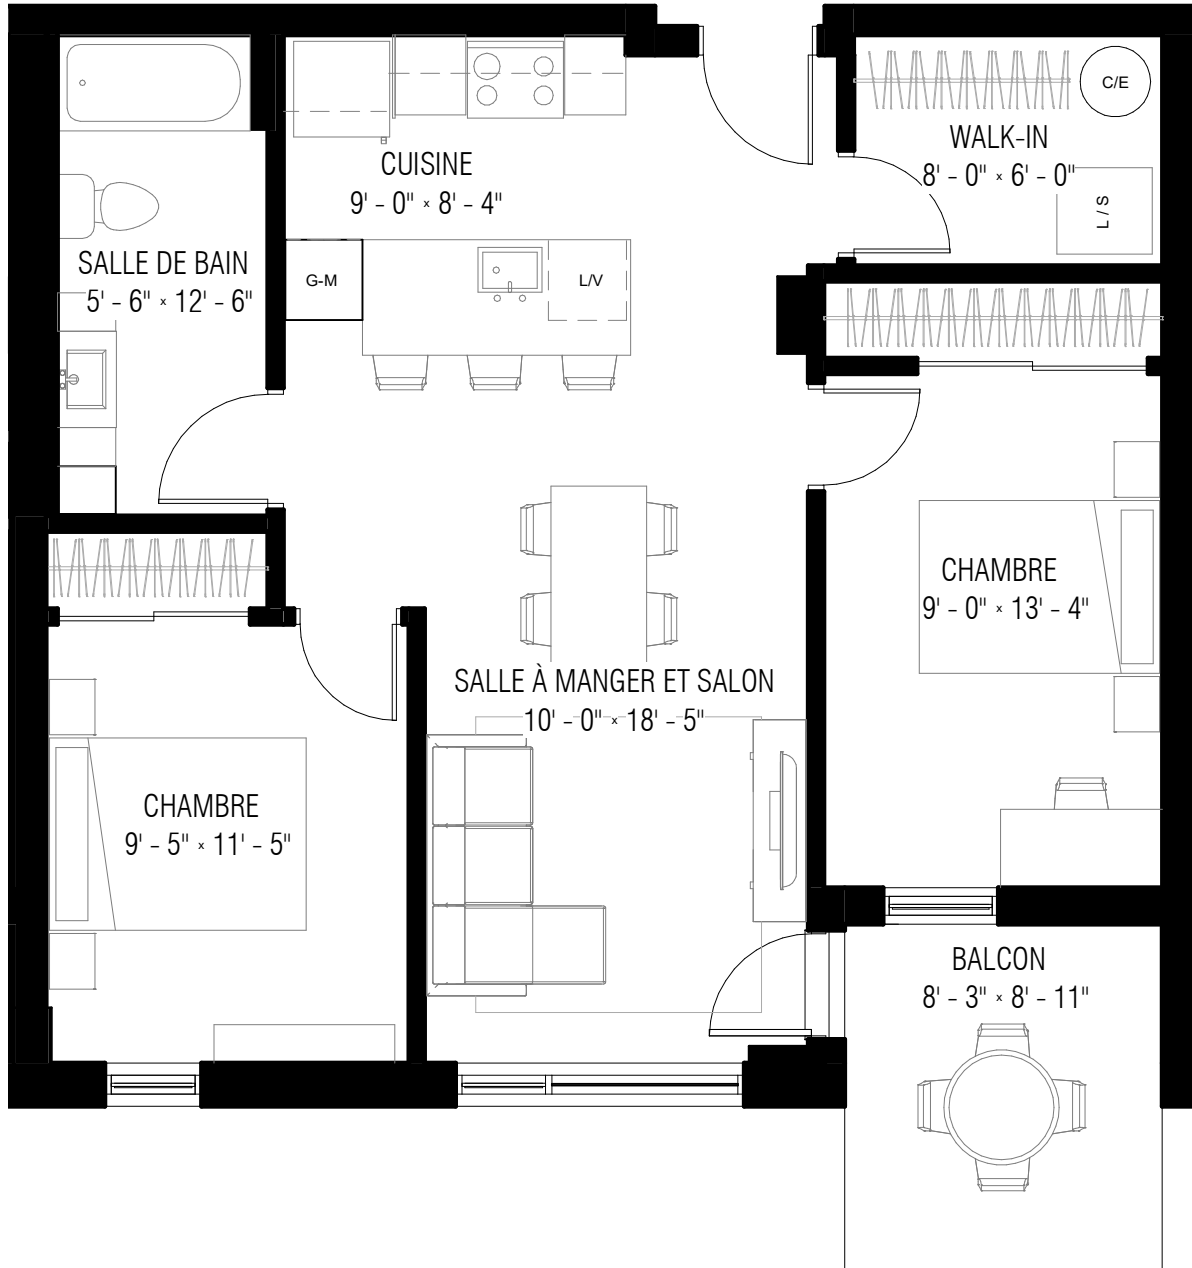 C/E
WALK-IN
8' - 0" x 6' - 0"
L / S
CUISINE
9' - 0" x 8' - 4"
SALLE DE BAIN
5' - 6" x 12' - 6"
G-M
L/V
CHAMBRE
9' - 0" x 13' - 4"
SALLE À MANGER ET SALON
10' - 0" x 18' - 5"
CHAMBRE
9' - 5" x 11' - 5"
BALCON
8' - 3" x 8' - 11"